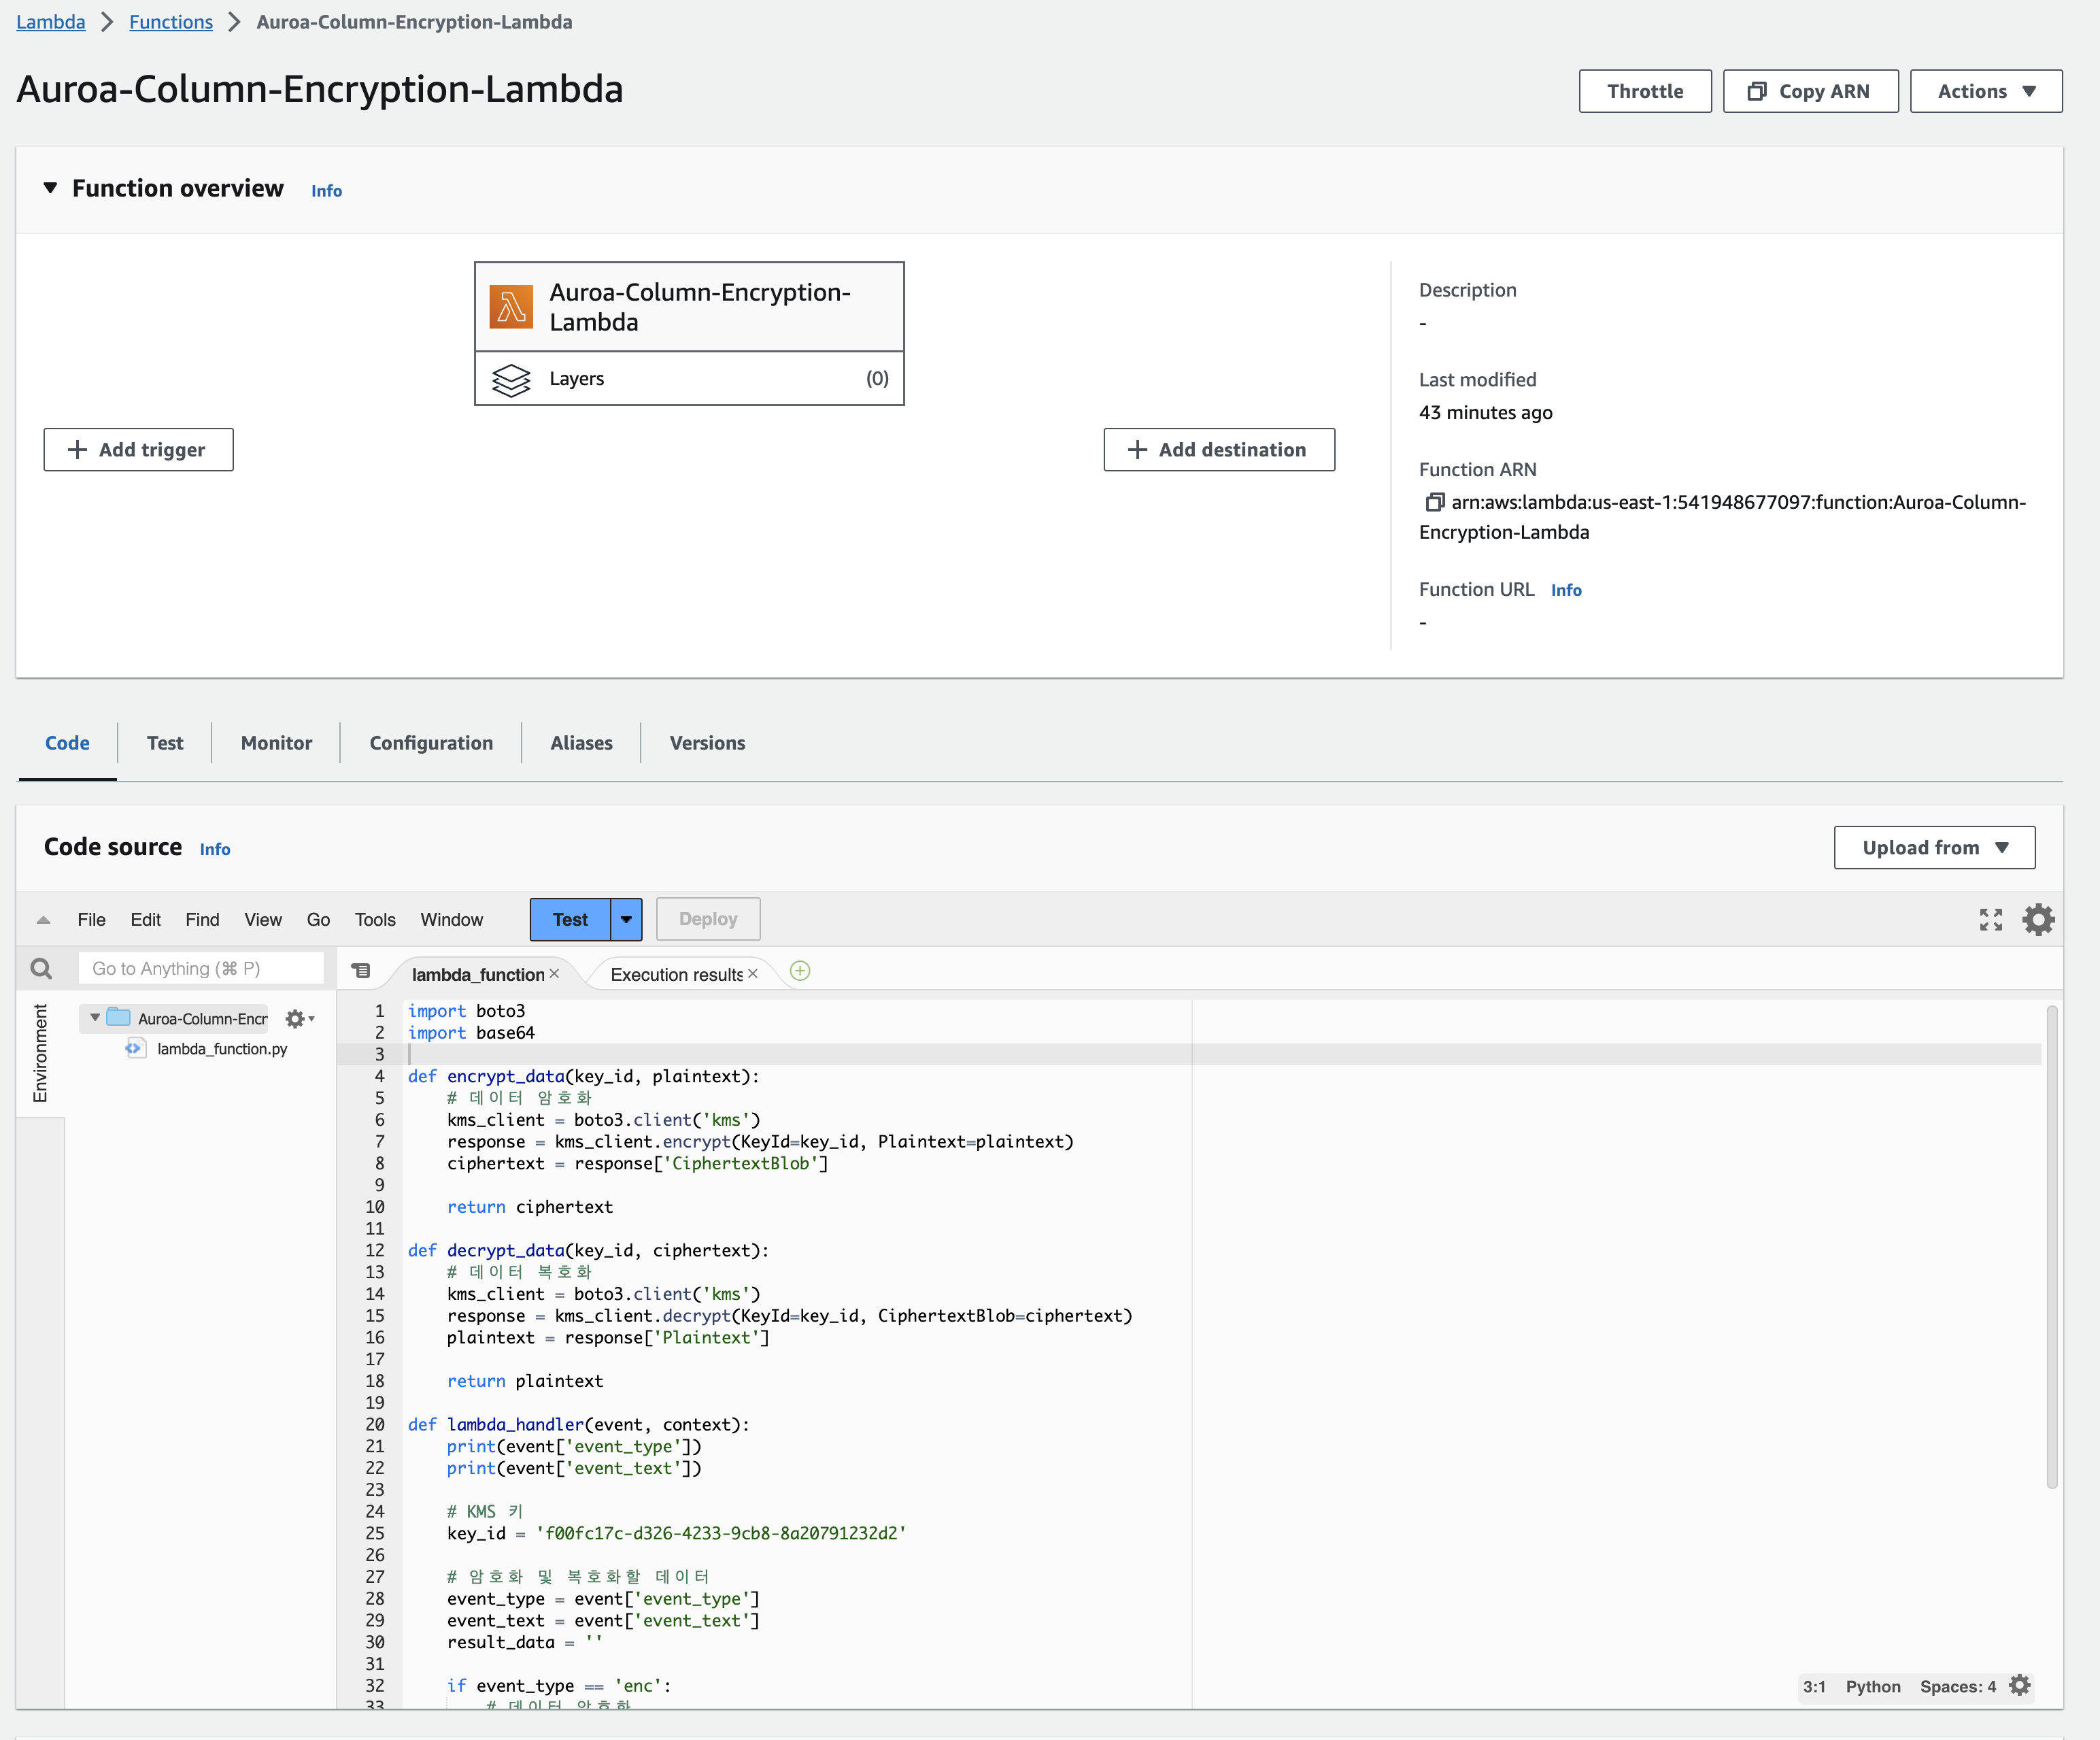 Lambda > Functions > Auroa-Column-Encryption-Lambda
Auroa-Column-Encryption-Lambda
Throttle
Copy ARN
Actions
Function overview Info
Auroa-Column-Encryption-
Lambda
Layers (0)
Add trigger
Add destination
Description
-
Last modified
43 minutes ago
Function ARN
arn:aws:lambda:us-east-1:541948677097:function:Auroa-Column-
Encryption-Lambda
Function URL Info
-
Code Test Monitor Configuration Aliases Versions
Code source Info
Upload from
File Edit Find View Go Tools Window Test Deploy
Go to Anything (⌘ P)
lambda_function ×
Execution results ×
Environment
Auroa-Column-Encr
lambda_function.py
1 import boto3
2 import base64
3
4 def encrypt_data(key_id, plaintext):
5 # 데이터 암호화
6 kms_client = boto3.client('kms')
7 response = kms_client.encrypt(KeyId=key_id, Plaintext=plaintext)
8 ciphertext = response['CiphertextBlob']
9
10 return ciphertext
11
12 def decrypt_data(key_id, ciphertext):
13 # 데이터 복호화
14 kms_client = boto3.client('kms')
15 response = kms_client.decrypt(KeyId=key_id, CiphertextBlob=ciphertext)
16 plaintext = response['Plaintext']
17
18 return plaintext
19
20 def lambda_handler(event, context):
21 print(event['event_type'])
22 print(event['event_text'])
23
24 # KMS 키
25 key_id = 'f00fc17c-d326-4233-9cb8-8a20791232d2'
26
27 # 암호화 및 복호화할 데이터
28 event_type = event['event_type']
29 event_text = event['event_text']
30 result_data = ''
31
32 if event_type == 'enc':
33 # 데이터 암호화
3:1 Python Spaces: 4